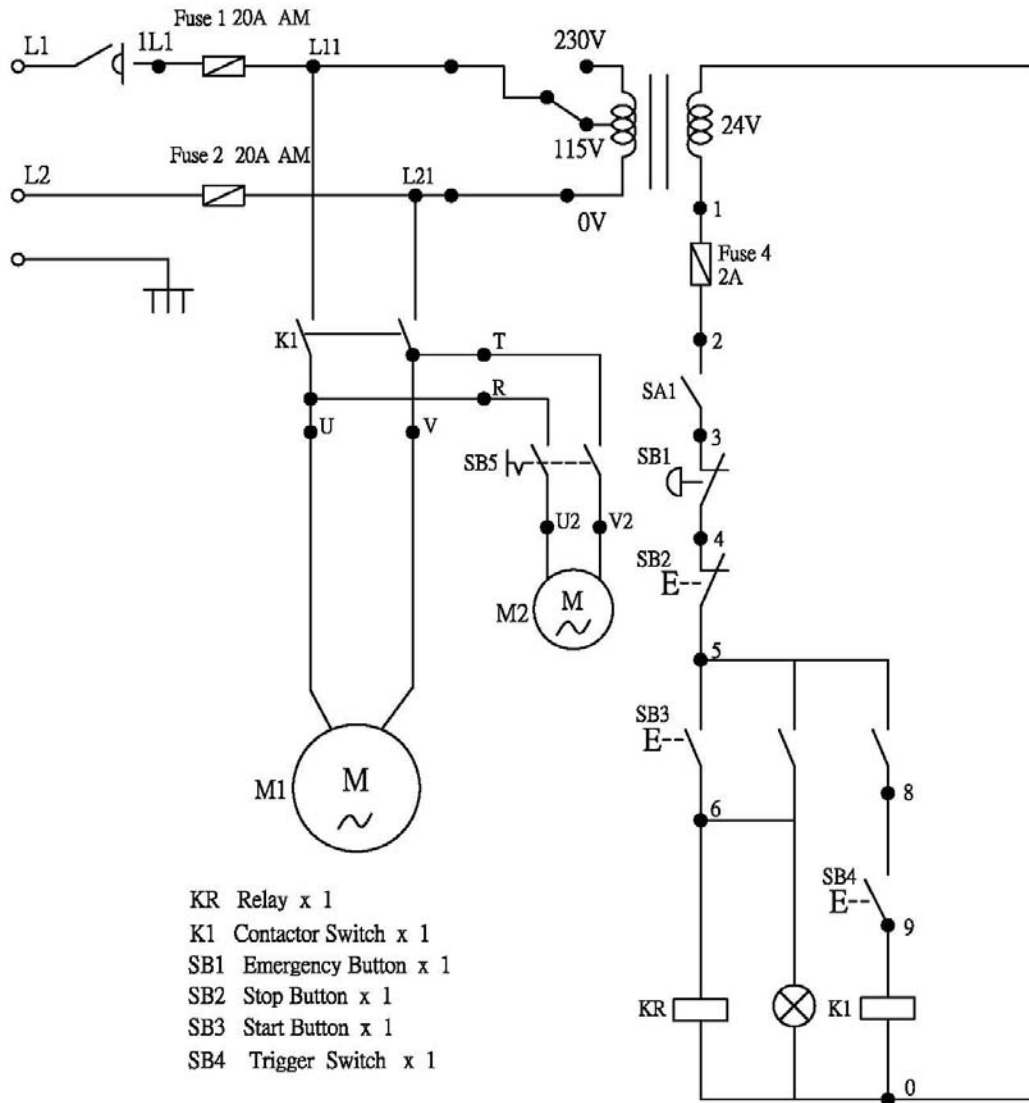 Fuse 1 20A AM
L1
1L1
L11
230V
24V
115V
Fuse 2 20A AM
L2
L21
0V
1
Fuse 4
2A
K1
T
2
R
SA1
U
V
3
SB5
SB1
U2
V2
4
SB2
M2
M
5
SB3
M1
M
8
6
SB4
9
KR Relay x 1
K1 Contactor Switch x 1
SB1 Emergency Button x 1
SB2 Stop Button x 1
SB3 Start Button x 1
SB4 Trigger Switch x 1
KR
K1
0